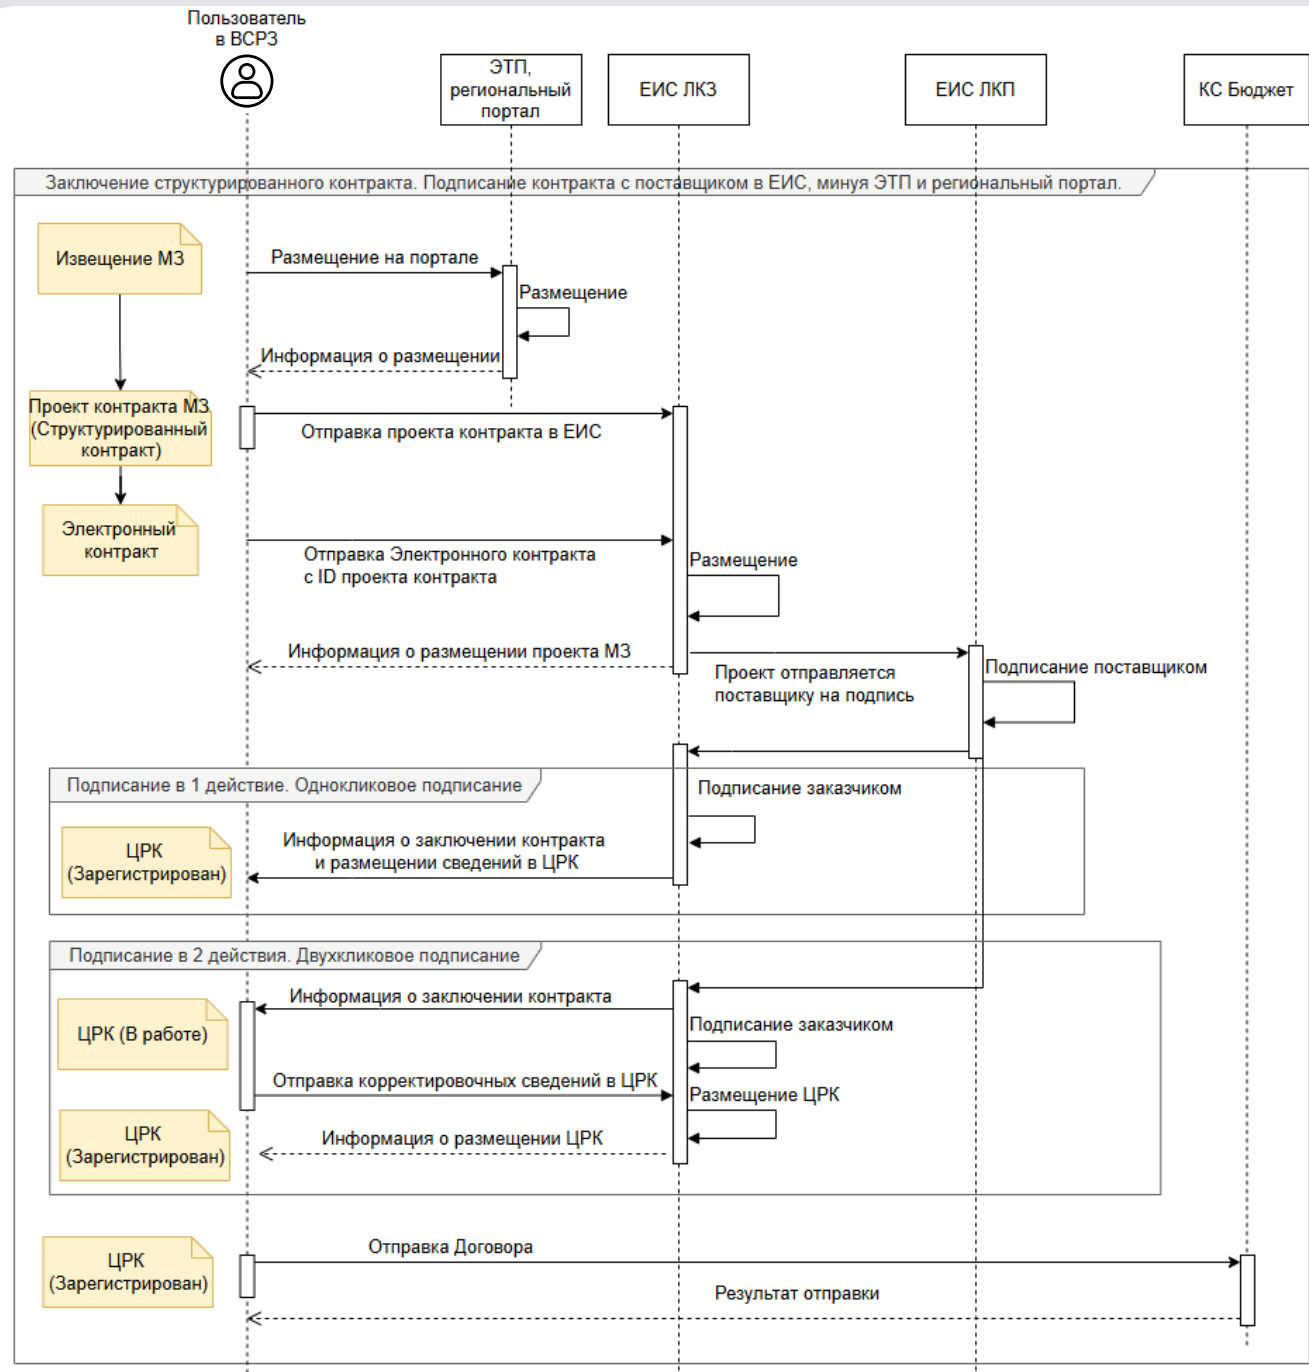 Пользователь
в ВСРЗ
ЭТП,
региональный
портал
ЕИС ЛКЗ
ЕИС ЛКП
КС Бюджет
Заключение структурированного контракта. Подписание контракта с поставщиком в ЕИС, минуя ЭТП и региональный портал.
Извещение МЗ
Размещение на портале
Размещение
Информация о размещении
Проект контракта МЗ
(Структурированный
контракт)
Отправка проекта контракта в ЕИС
Электронный
контракт
Отправка Электронного контракта
с ID проекта контракта
Размещение
Информация о размещении проекта МЗ
Проект отправляется
поставщику на подпись
Подписание поставщиком
Подписание в 1 действие. Однокликовое подписание
Подписание заказчиком
ЦРК
(Зарегистрирован)
Информация о заключении контракта
и размещении сведений в ЦРК
Подписание в 2 действия. Двухкликовое подписание
Информация о заключении контракта
ЦРК (В работе)
Подписание заказчиком
Отправка корректировочных сведений в ЦРК
Размещение ЦРК
ЦРК
(Зарегистрирован)
Информация о размещении ЦРК
ЦРК
(Зарегистрирован)
Отправка Договора
Результат отправки